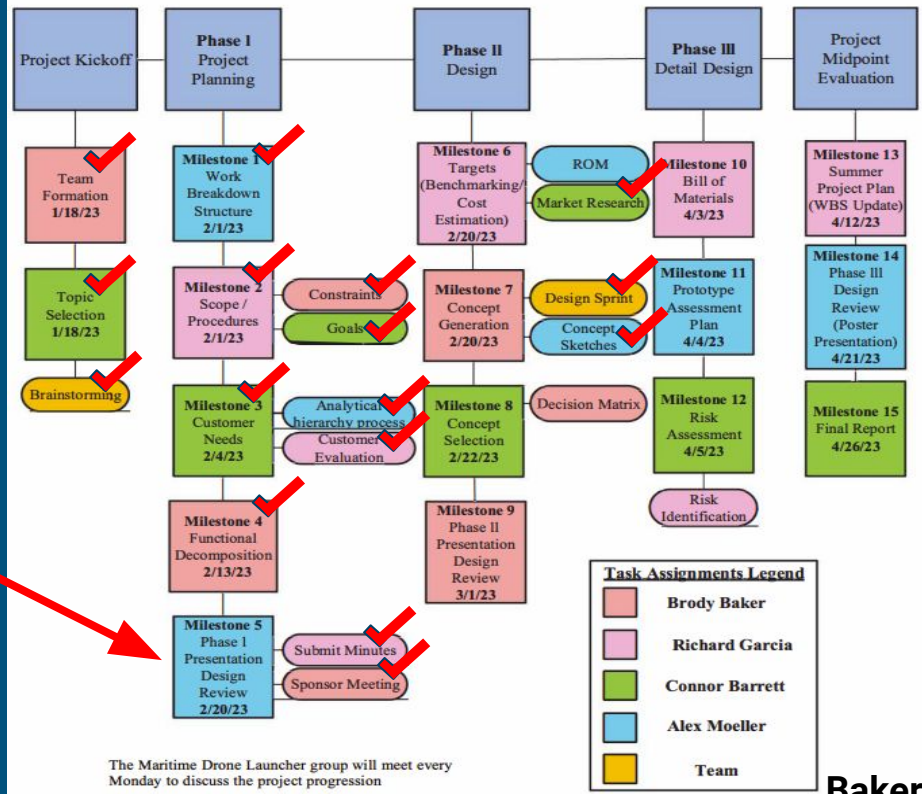 Project Kickoff
Team
Formation
1/18/23
Topic
Selection
1/18/23
Brainstorming
Phase l
Project
Planning
Milestone 1
Work
Breakdown
Structure
2/1/23
Milestone 2
Scope /
Procedures
2/1/23
Constraints
Goals
Milestone 3
Customer
Needs
2/4/23
Analytical
hierarchy process
Customer
Evaluation
Milestone 4
Functional
Decomposition
2/13/23
Milestone 5
Phase l
Presentation
Design
Review
2/20/23
Submit Minutes
Sponsor Meeting
Phase ll
Design
Milestone 6
Targets
(Benchmarking/
Cost
Estimation)
2/20/23
ROM
Market Research
Milestone 7
Concept
Generation
2/20/23
Design Sprint
Concept
Sketches
Milestone 8
Concept
Selection
2/22/23
Decision Matrix
Milestone 9
Phase ll
Presentation
Design
Review
3/1/23
Phase lll
Detail Design
Milestone 10
Bill of
Materials
4/3/23
Milestone 11
Prototype
Assessment
Plan
4/4/23
Milestone 12
Risk
Assessment
4/5/23
Risk
Identification
Project
Midpoint
Evaluation
Milestone 13
Summer
Project Plan
(WBS Update)
4/12/23
Milestone 14
Phase III
Design
Review
(Poster
Presentation)
4/21/23
Milestone 15
Final Report
4/26/23
Task Assignments Legend
Brody Baker
Richard Garcia
Connor Barrett
Alex Moeller
Team
The Maritime Drone Launcher group will meet every
Monday to discuss the project progression
Baker